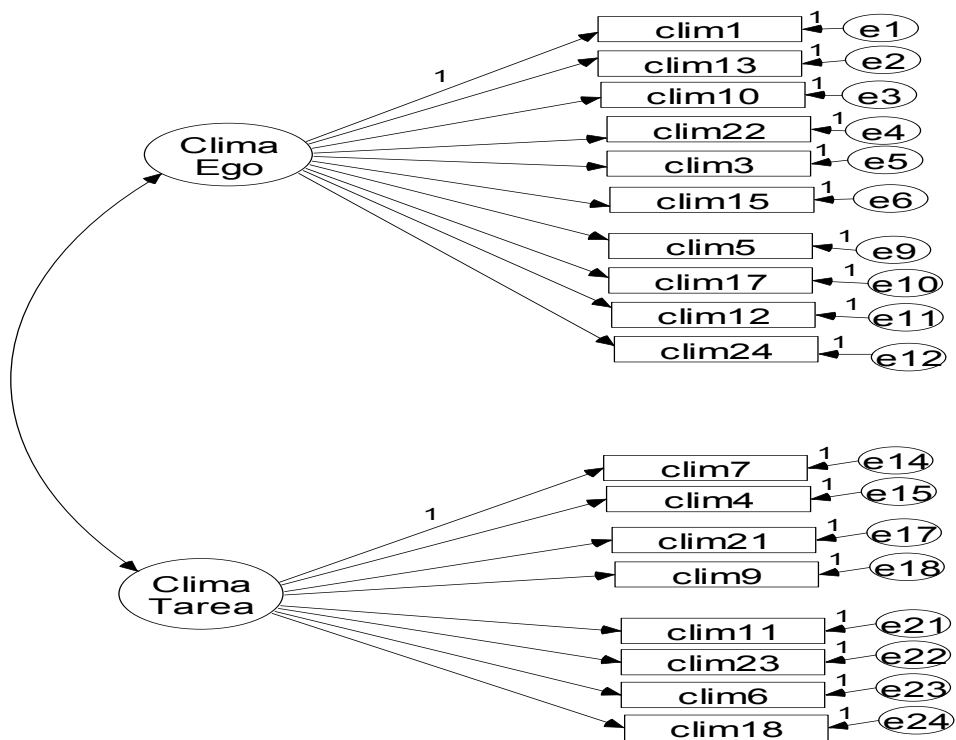 1
clim1
1
e1
clim13
1
e2
clim10
1
e3
clim22
1
e4
clim3
1
e5
clim15
1
e6
clim5
1
e9
clim17
1
e10
clim12
1
e11
clim24
1
e12
Clima
Ego
1
clim7
1
e14
clim4
1
e15
clim21
1
e17
clim9
1
e18
clim11
1
e21
clim23
1
e22
clim6
1
e23
clim18
1
e24
Clima
Tarea